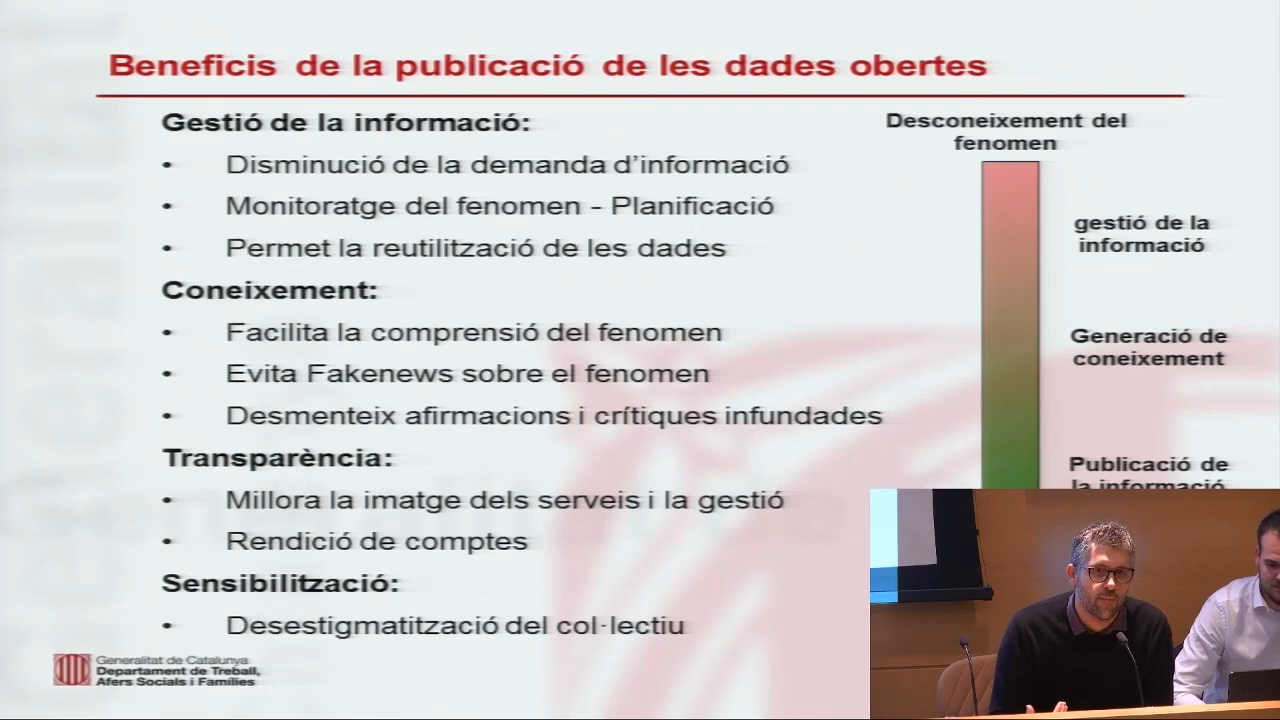 Beneficis de la publicació de les dades obertes
Gestió de la informació:
• Disminució de la demanda d'informació
• Monitoratge del fenomen - Planificació
• Permet la reutilització de les dades
Coneixement:
• Facilita la comprensió del fenomen
• Evita Fakenews sobre el fenomen
• Desmenteix afirmacions i crítiques infundades
Transparència:
• Millora la imatge dels serveis i la gestió
• Rendició de comptes
Sensibilització:
• Desestigmatització del col·lectiu
Desconeixement del
fenomen
gestió de la
informació
Generació de
coneixement
Publicació de
la informació
Generalitat de Catalunya
Departament de Treball,
Afers Socials i Famílies